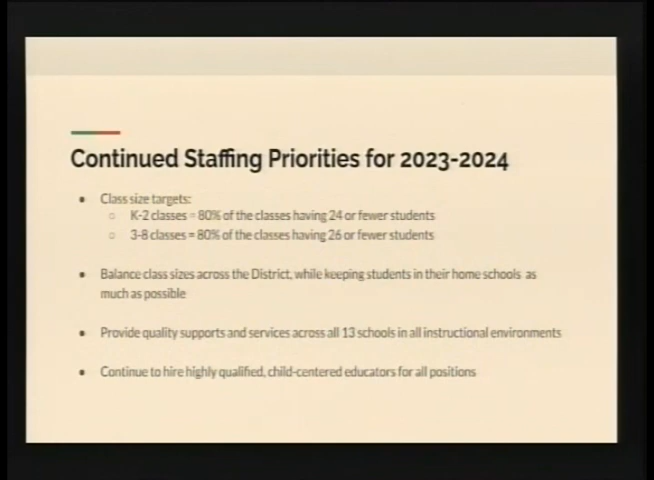 Continued Staffing Priorities for 2023-2024
• Class size targets:
○ K-2 classes = 80% of the classes having 24 or fewer students
○ 3-8 classes = 80% of the classes having 26 or fewer students
• Balance class sizes across the District, while keeping students in their home schools as
much as possible
• Provide quality supports and services across all 13 schools in all instructional environments
• Continue to hire highly qualified, child-centered educators for all positions